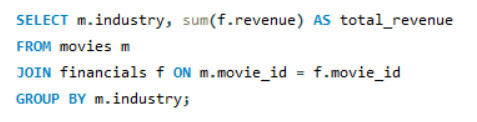 SELECT m.industry, sum(f.revenue) AS total_revenue
FROM movies m
JOIN financials f ON m.movie_id = f.movie_id
GROUP BY m.industry;